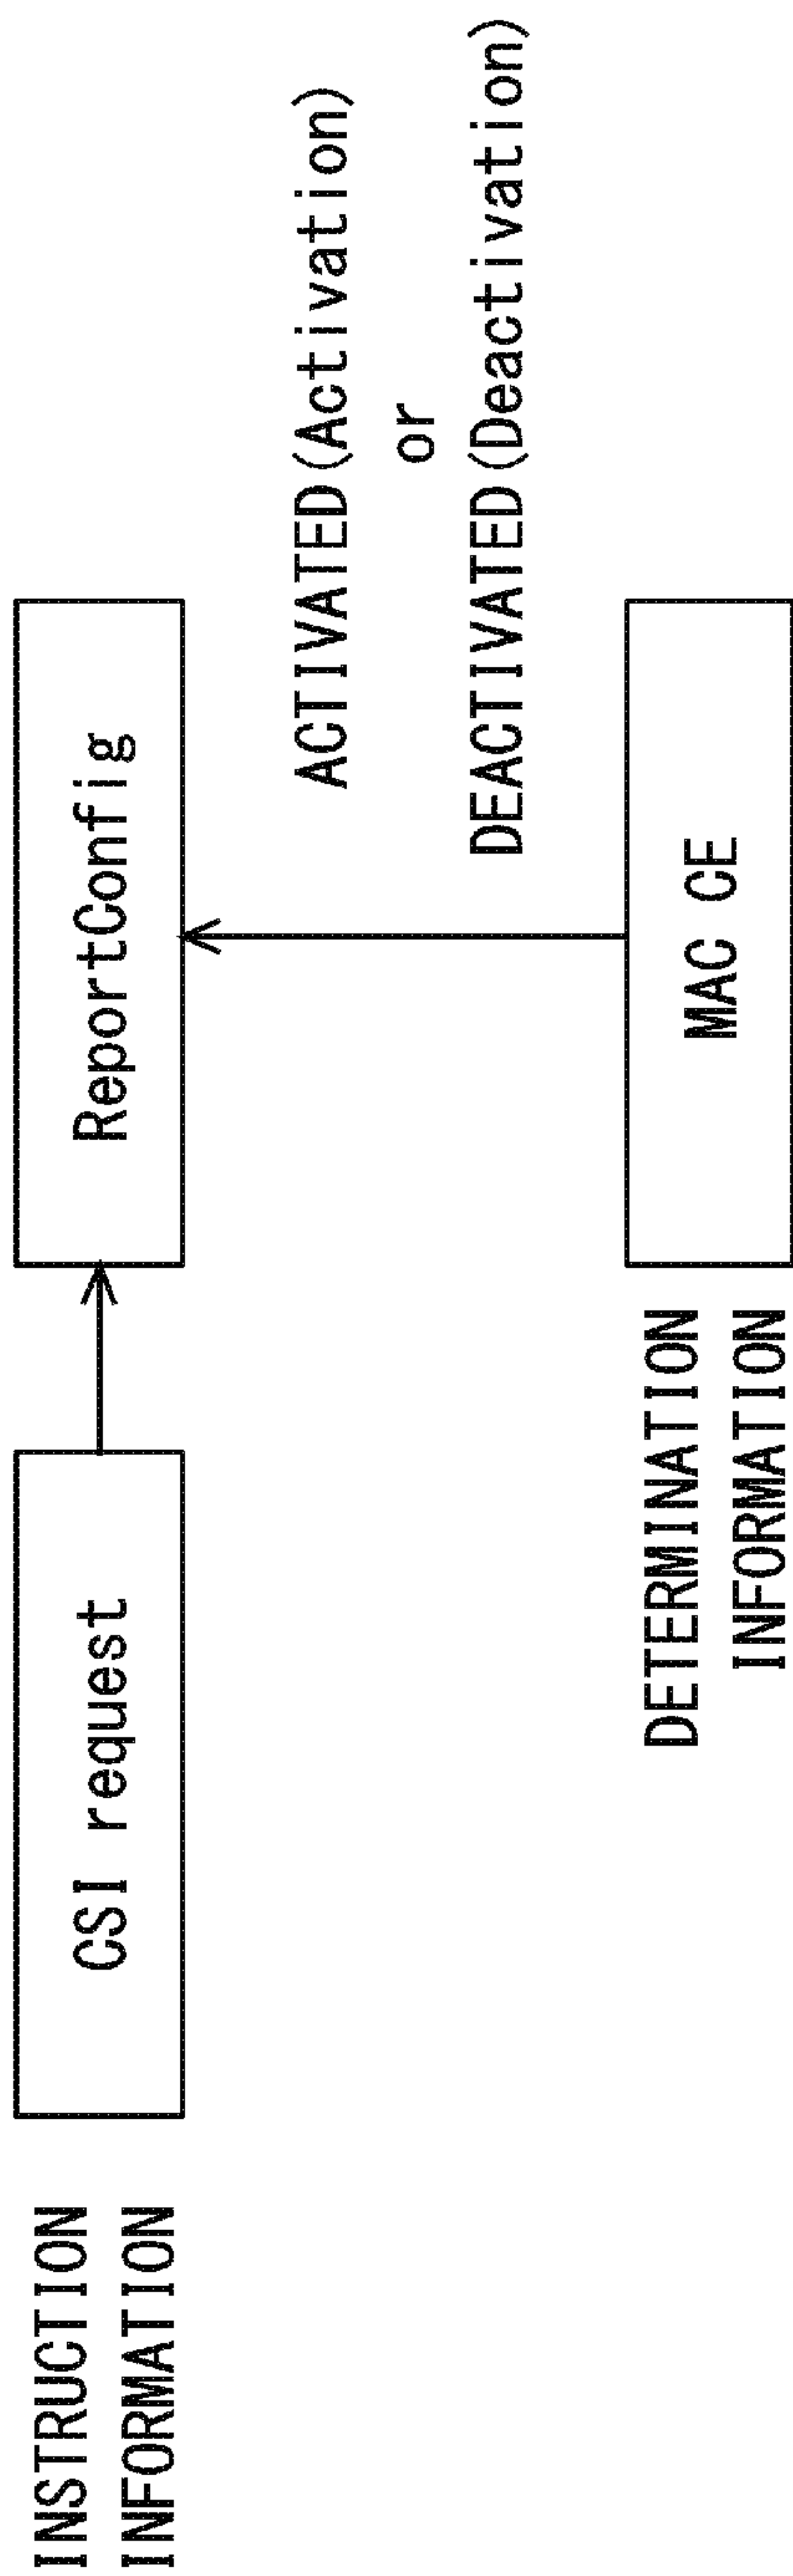 INSTRUCTION
INFORMATION
CSI request
ReportConfig
ACTIVATED(Activation)
or
DEACTIVATED(Deactivation)
DETERMINATION
INFORMATION
MAC CE